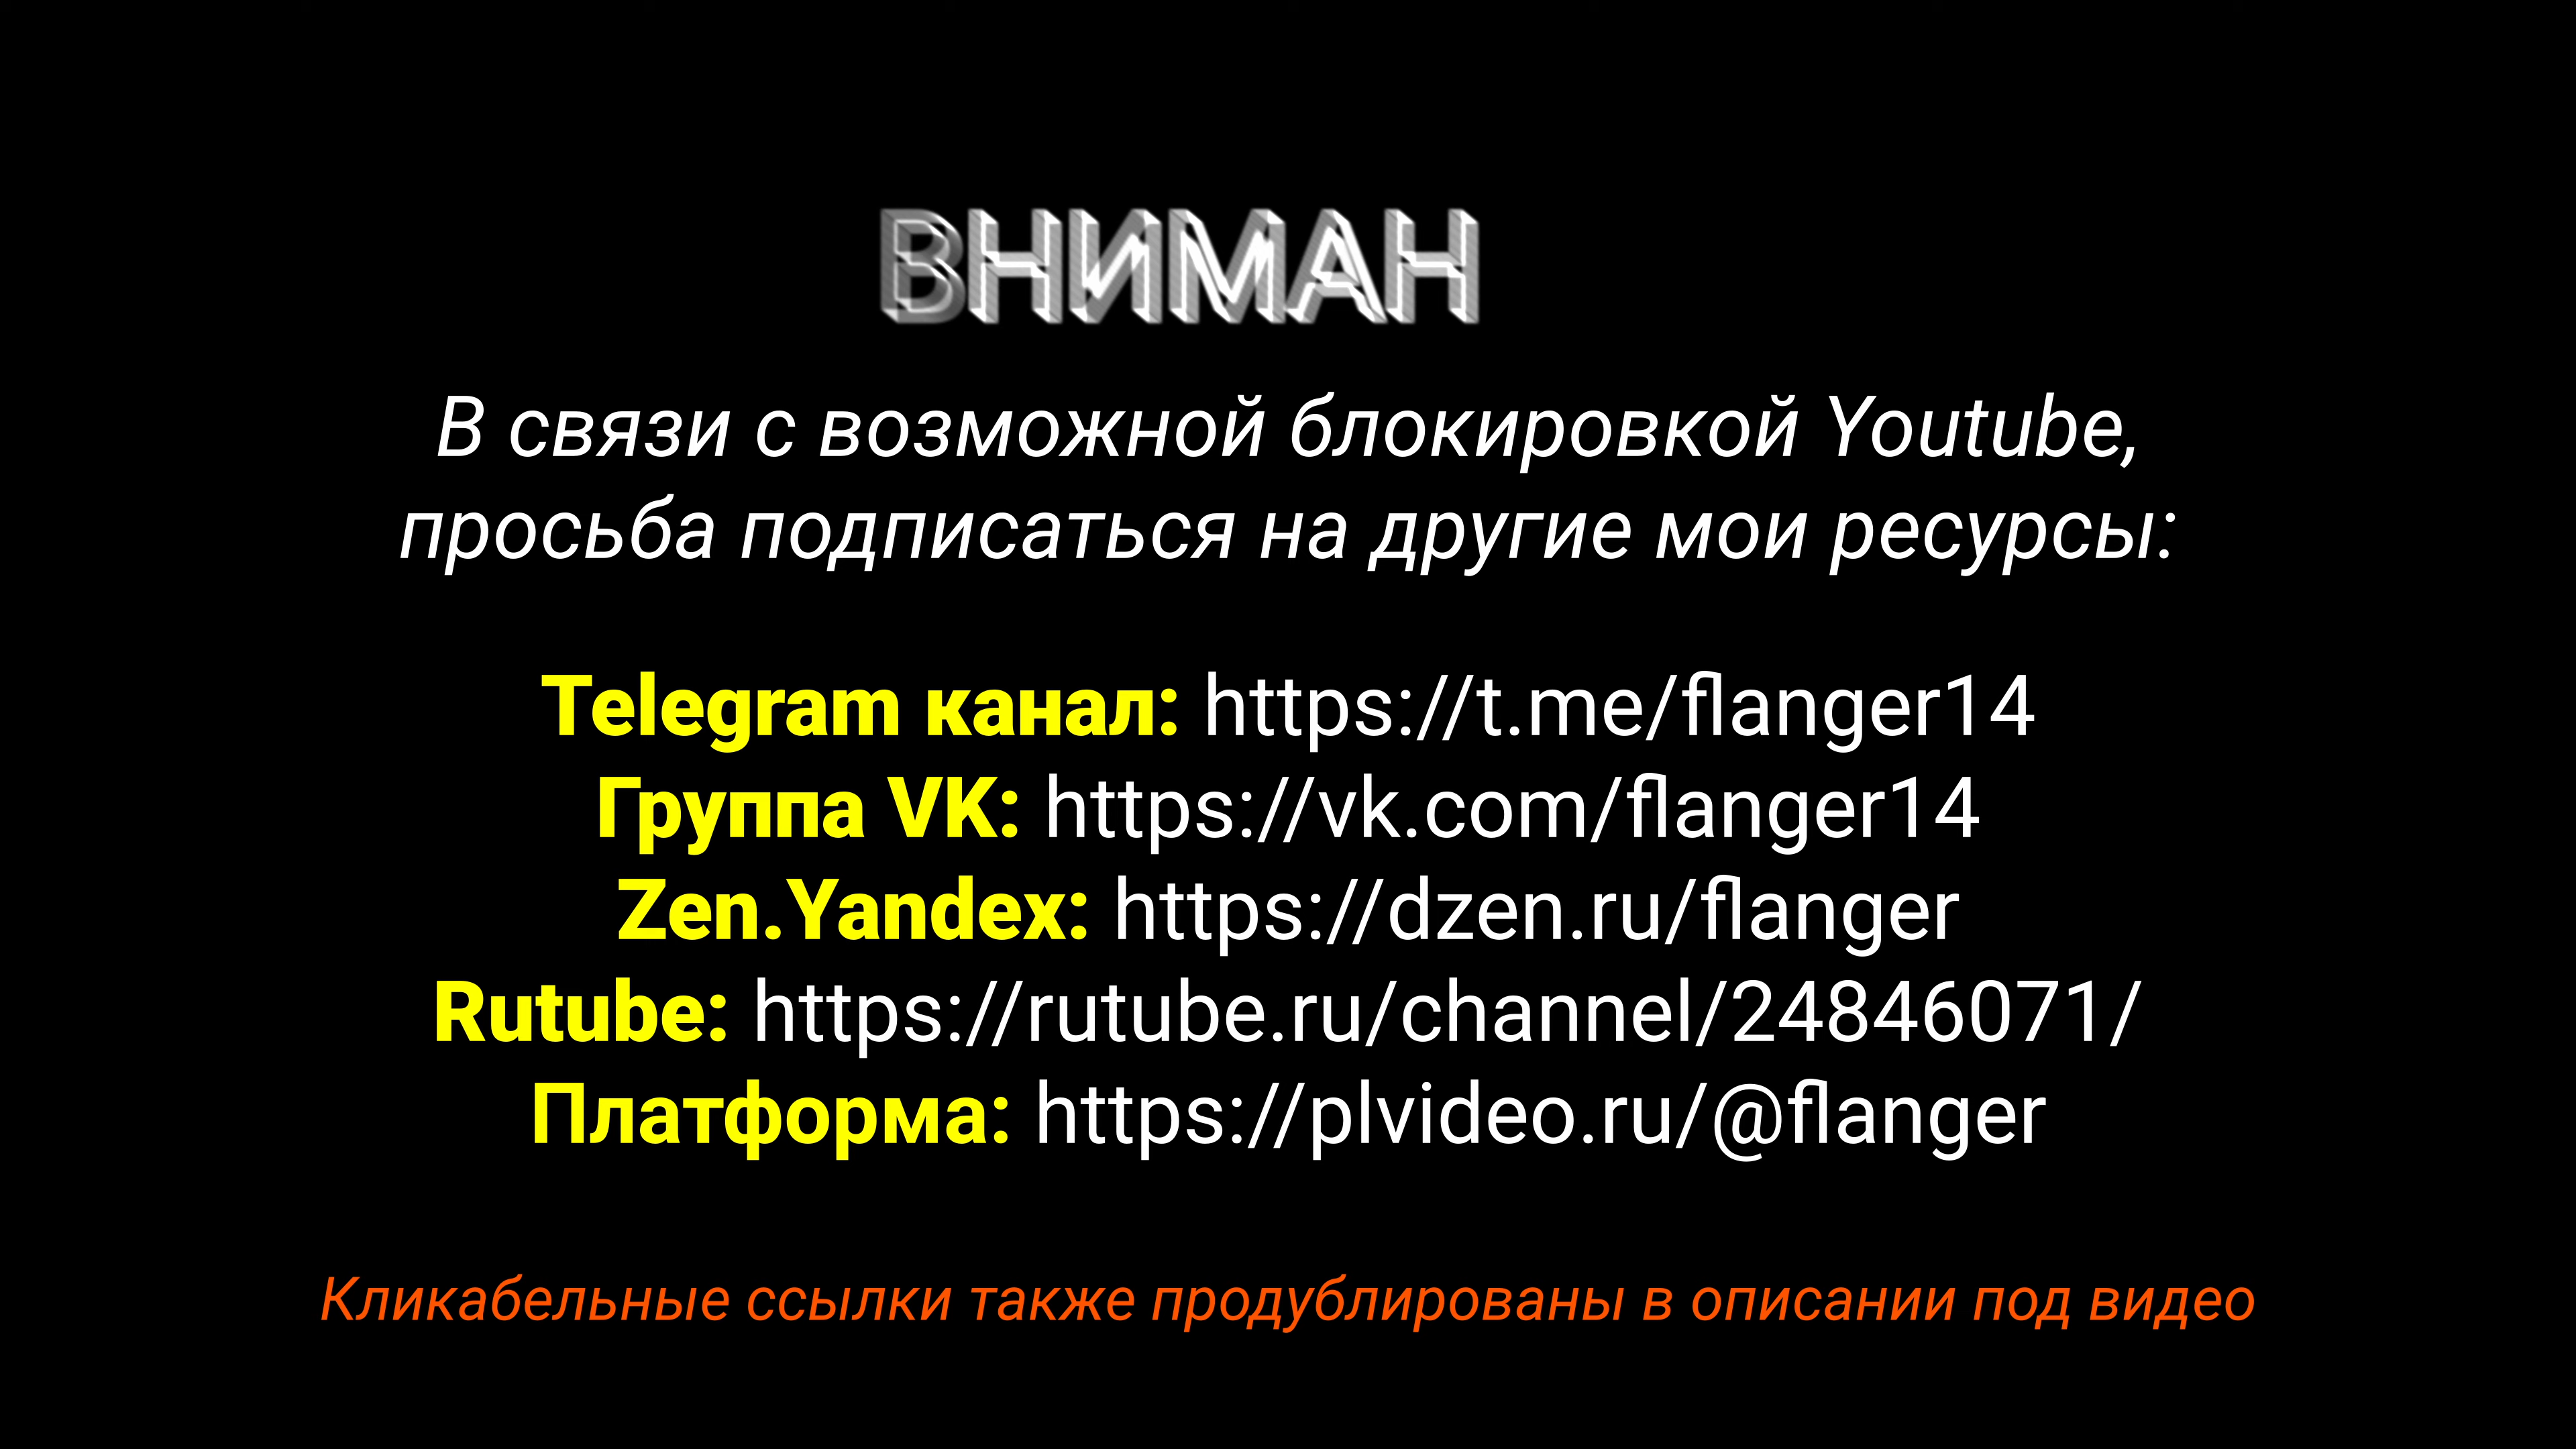 ВНИМАН
В связи с возможной блокировкой Youtube,
просьба подписаться на другие мои ресурсы:
Telegram канал: https://t.me/flanger14
Группа VK: https://vk.com/flanger14
Zen.Yandex: https://dzen.ru/flanger
Rutube: https://rutube.ru/channel/24846071/
Платформа: https://plvideo.ru/@flanger
Кликабельные ссылки также продублированы в описании под видео